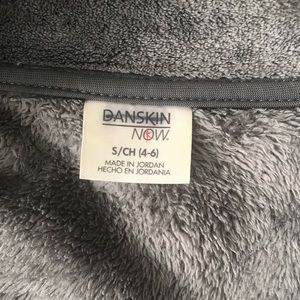 DANSKIN
NOW.
S/CH (4-6)
MADE IN JORDAN
HECHO EN JORDANIA